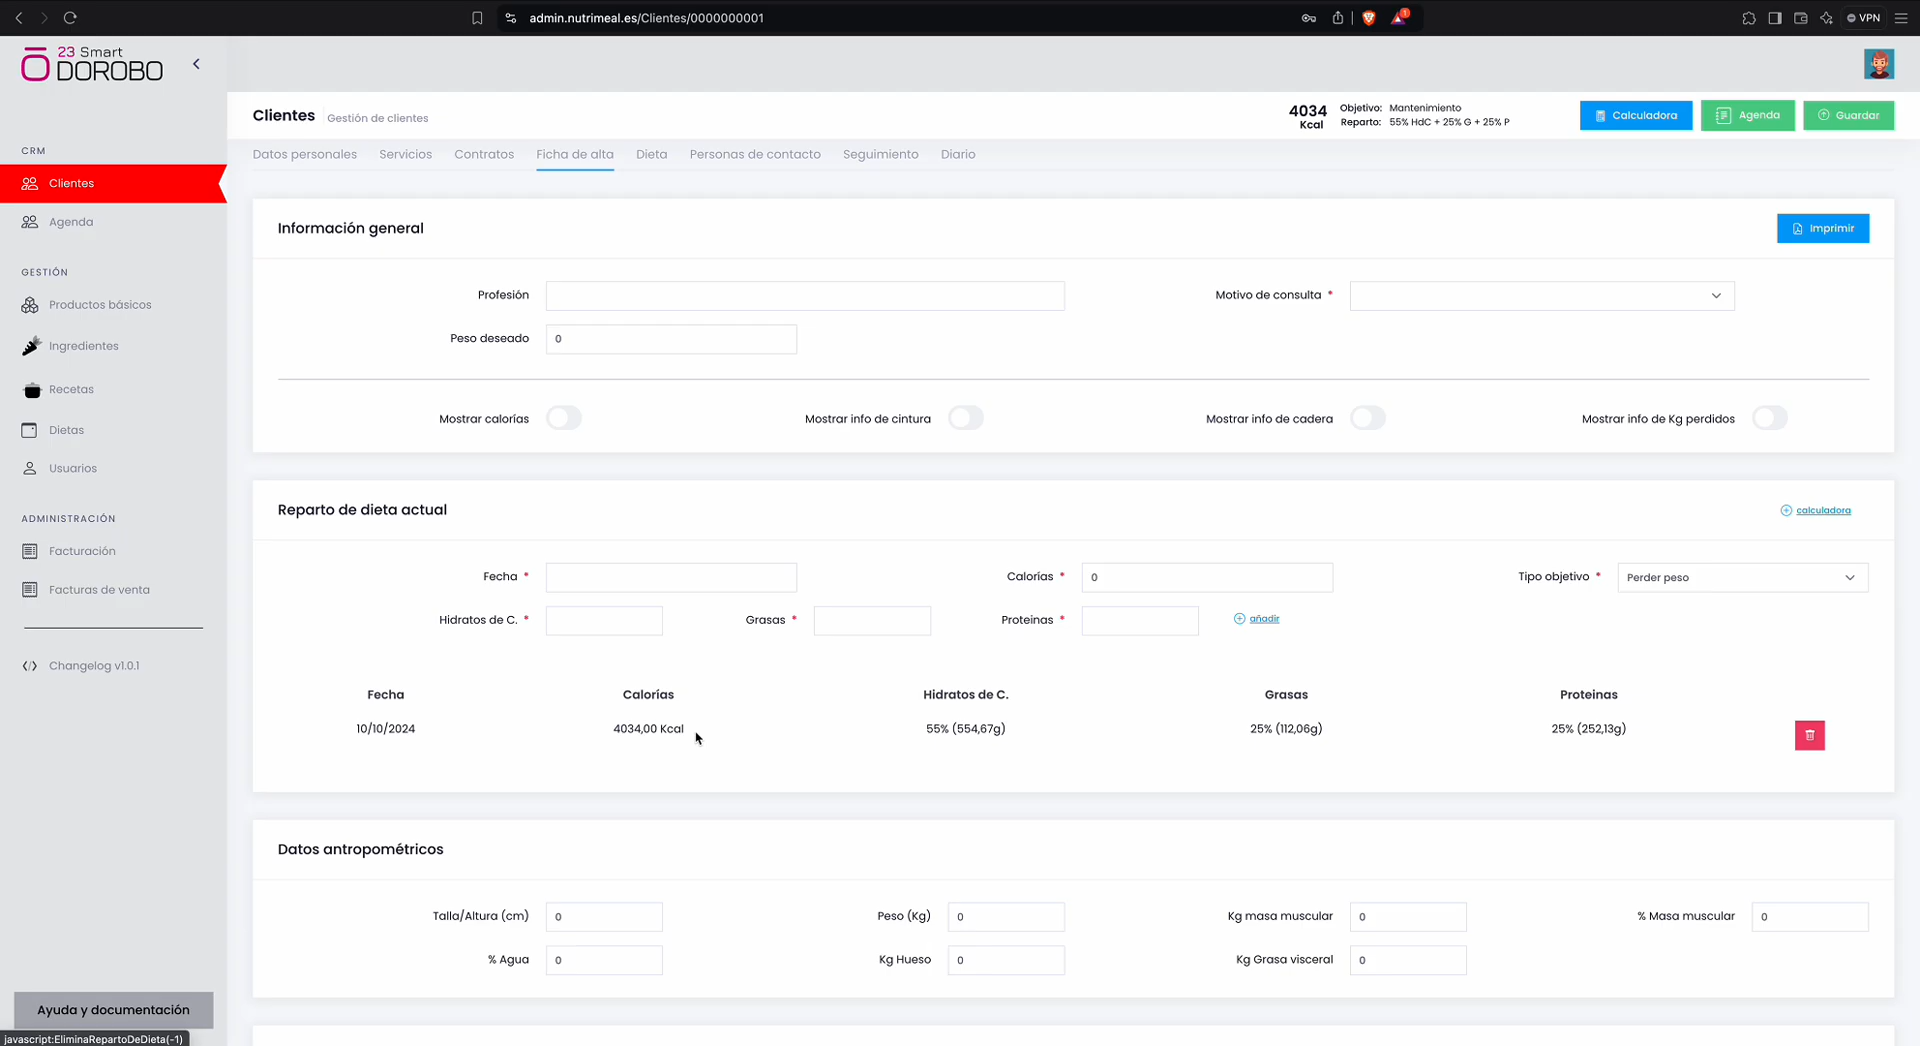 admin.nutrimeal.es/Clientes/0000000001
1
VPN
23 Smart
DOROBO
Clientes
Gestión de clientes
4034
Kcal
Objetivo: Mantenimiento
Reparto: 55% HdC + 25% G + 25% P
Calculadora
Agenda
Guardar
CRM
Clientes
Agenda
GESTIÓN
Productos básicos
Ingredientes
Recetas
Dietas
Usuarios
ADMINISTRACIÓN
Facturación
Facturas de venta
Changelog v1.0.1
Ayuda y documentación
javascript:EliminaRepartoDeDieta(-1)
Datos personales Servicios Contratos Ficha de alta Dieta Personas de contacto Seguimiento Diario
Información general
Imprimir
Profesión
Motivo de consulta *
Peso deseado 0
Mostrar calorías
Mostrar info de cintura
Mostrar info de cadera
Mostrar info de Kg perdidos
Reparto de dieta actual
calculadora
Fecha *
Calorías * 0
Tipo objetivo * Perder peso
Hidratos de C. *
Grasas *
Proteinas *
añadir
Fecha Calorías Hidratos de C. Grasas Proteinas
10/10/2024 4034,00 Kcal 55% (554,67g) 25% (112,06g) 25% (252,13g)
Datos antropométricos
Talla/Altura (cm) 0
Peso (Kg) 0
Kg masa muscular 0
% Masa muscular 0
% Agua 0
Kg Hueso 0
Kg Grasa visceral 0